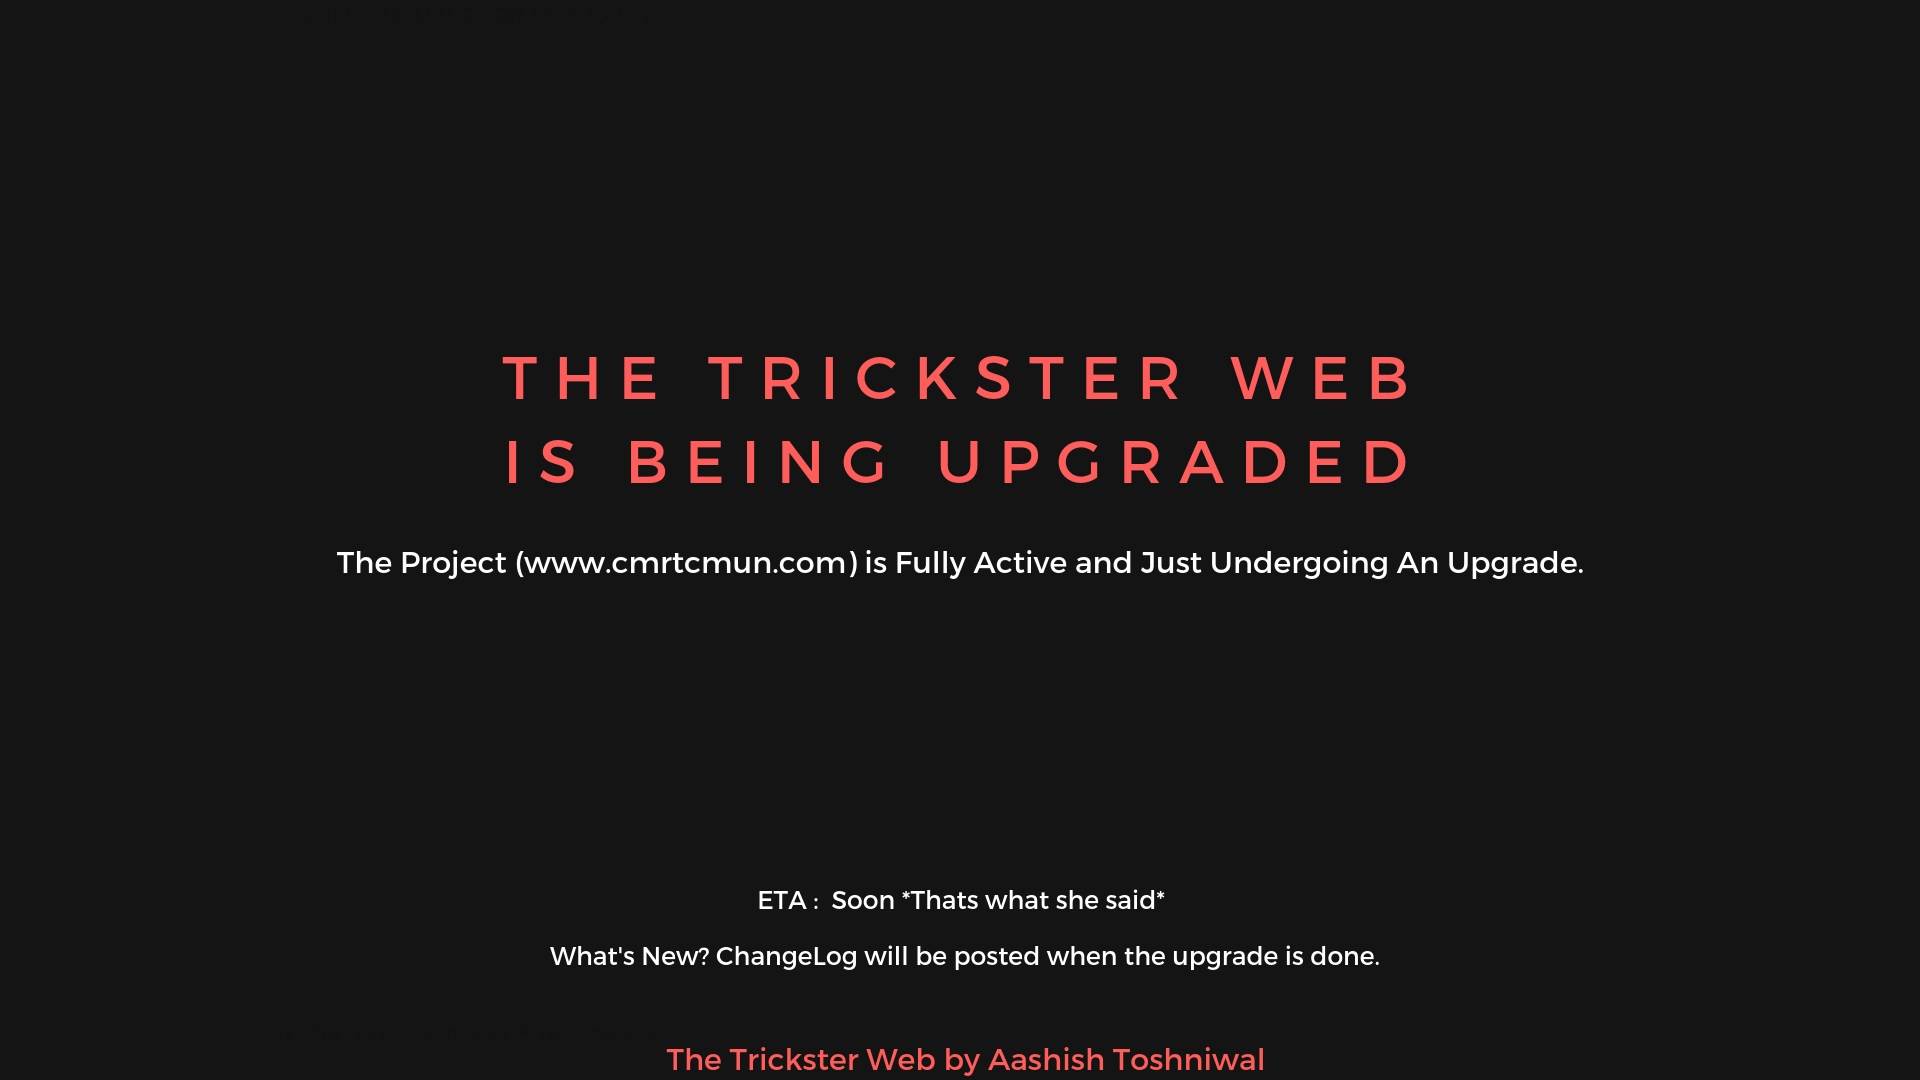 THE TRICKSTER WEB
IS BEING UPGRADED
The Project (www.cmrtcmun.com) is Fully Active and Just Undergoing An Upgrade.
ETA :  Soon *Thats what she said*
What's New? ChangeLog will be posted when the upgrade is done.
The Trickster Web by Aashish Toshniwal